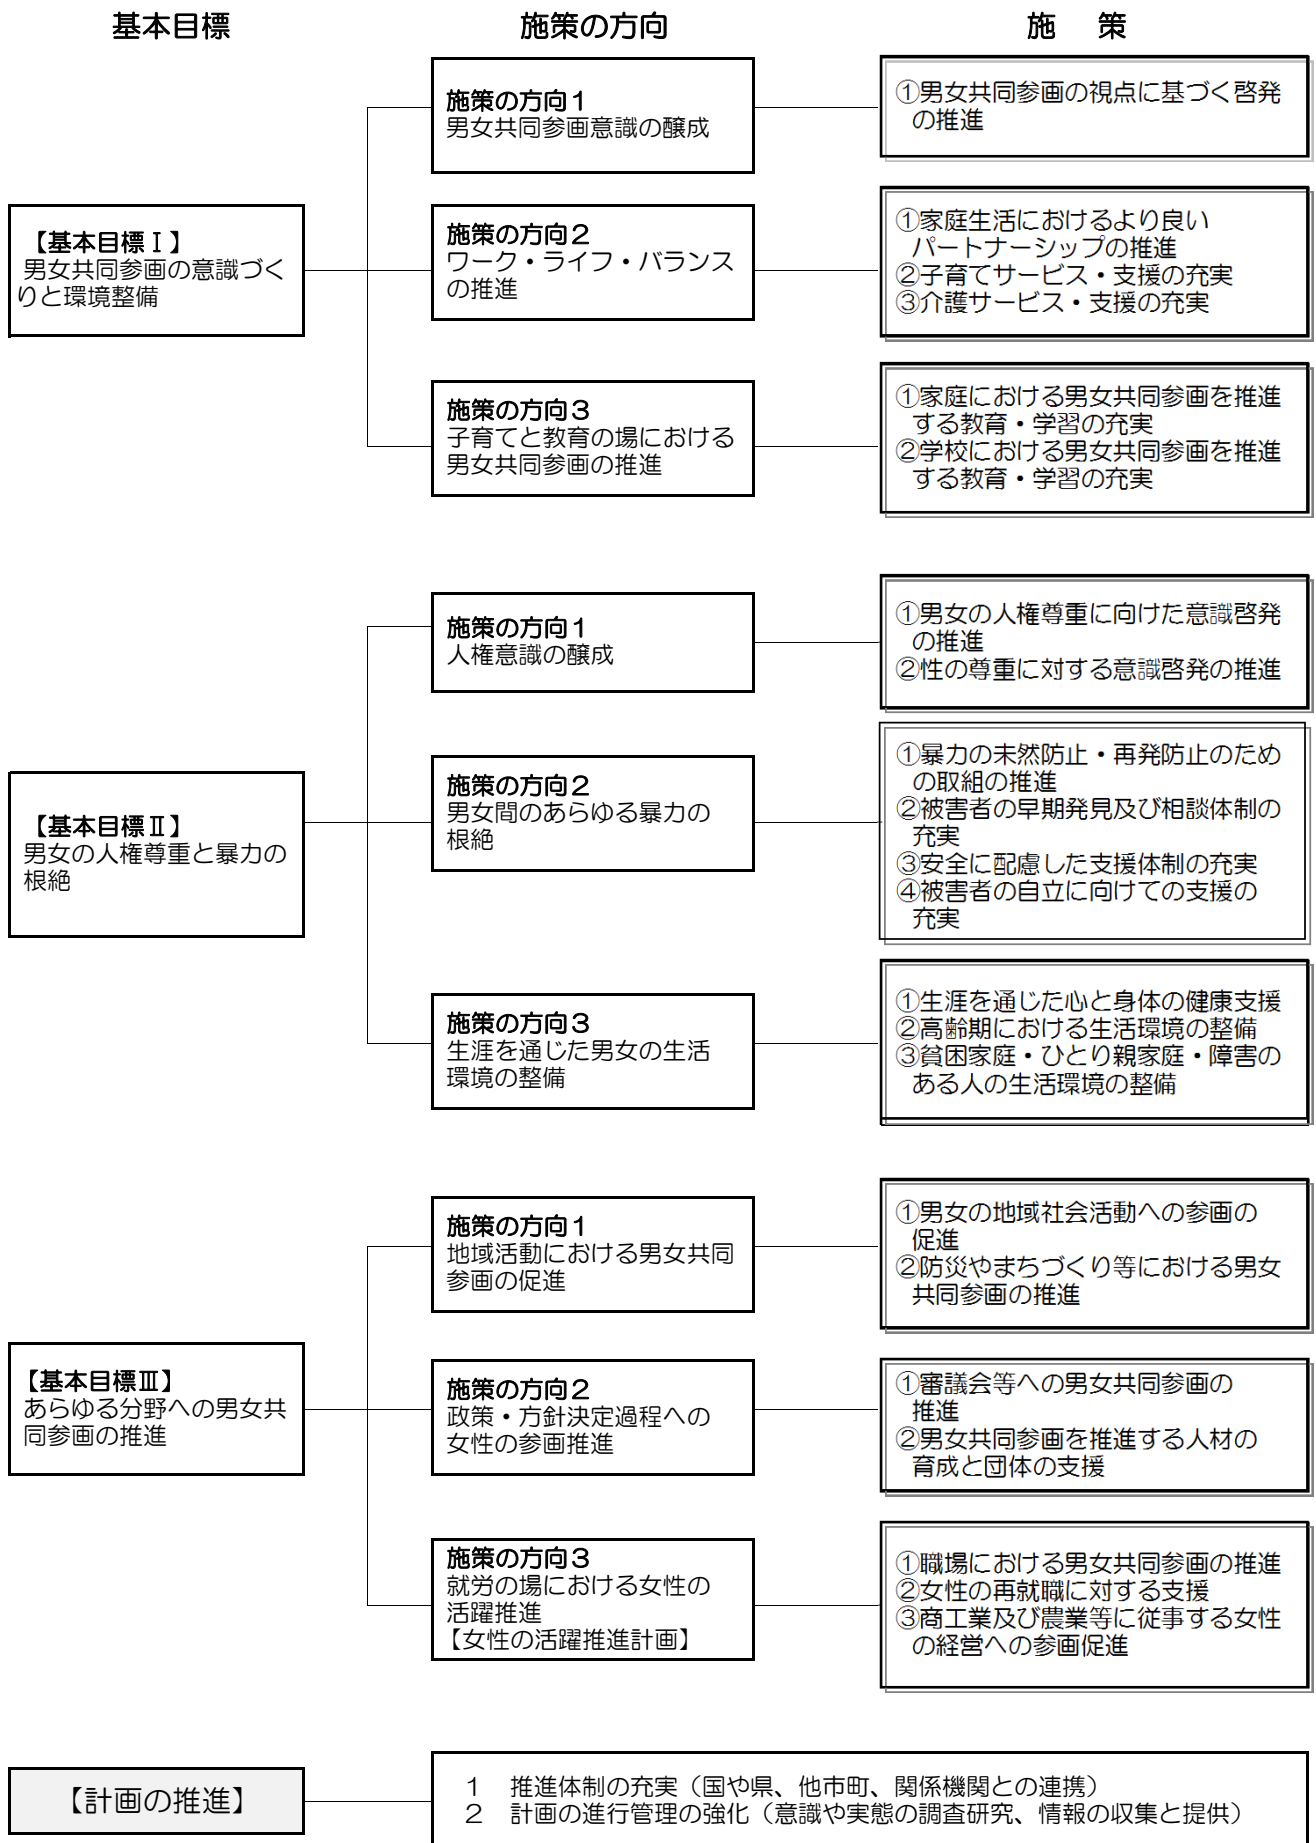 基本目標
施策の方向
施　策
施策の方向１
男女共同参画意識の醸成
①男女共同参画の視点に基づく啓発
の推進
【基本目標Ⅰ】
男女共同参画の意識づく
りと環境整備
施策の方向２
ワーク・ライフ・バランス
の推進
①家庭生活におけるより良い
パートナーシップの推進
②子育てサービス・支援の充実
③介護サービス・支援の充実
施策の方向３
子育てと教育の場における
男女共同参画の推進
①家庭における男女共同参画を推進
する教育・学習の充実
②学校における男女共同参画を推進
する教育・学習の充実
施策の方向１
人権意識の醸成
①男女の人権尊重に向けた意識啓発
の推進
②性の尊重に対する意識啓発の推進
【基本目標Ⅱ】
男女の人権尊重と暴力の
根絶
施策の方向２
男女間のあらゆる暴力の
根絶
①暴力の未然防止・再発防止のため
の取組の推進
②被害者の早期発見及び相談体制の
充実
③安全に配慮した支援体制の充実
④被害者の自立に向けての支援の
充実
施策の方向３
生涯を通じた男女の生活
環境の整備
①生涯を通じた心と身体の健康支援
②高齢期における生活環境の整備
③貧困家庭・ひとり親家庭・障害の
ある人の生活環境の整備
施策の方向１
地域活動における男女共同
参画の促進
①男女の地域社会活動への参画の
促進
②防災やまちづくり等における男女
共同参画の推進
【基本目標Ⅲ】
あらゆる分野への男女共
同参画の推進
施策の方向２
政策・方針決定過程への
女性の参画推進
①審議会等への男女共同参画の
推進
②男女共同参画を推進する人材の
育成と団体の支援
施策の方向３
就労の場における女性の
活躍推進
【女性の活躍推進計画】
①職場における男女共同参画の推進
②女性の再就職に対する支援
③商工業及び農業等に従事する女性
の経営への参画促進
【計画の推進】
１　推進体制の充実（国や県、他市町、関係機関との連携）
２　計画の進行管理の強化（意識や実態の調査研究、情報の収集と提供）